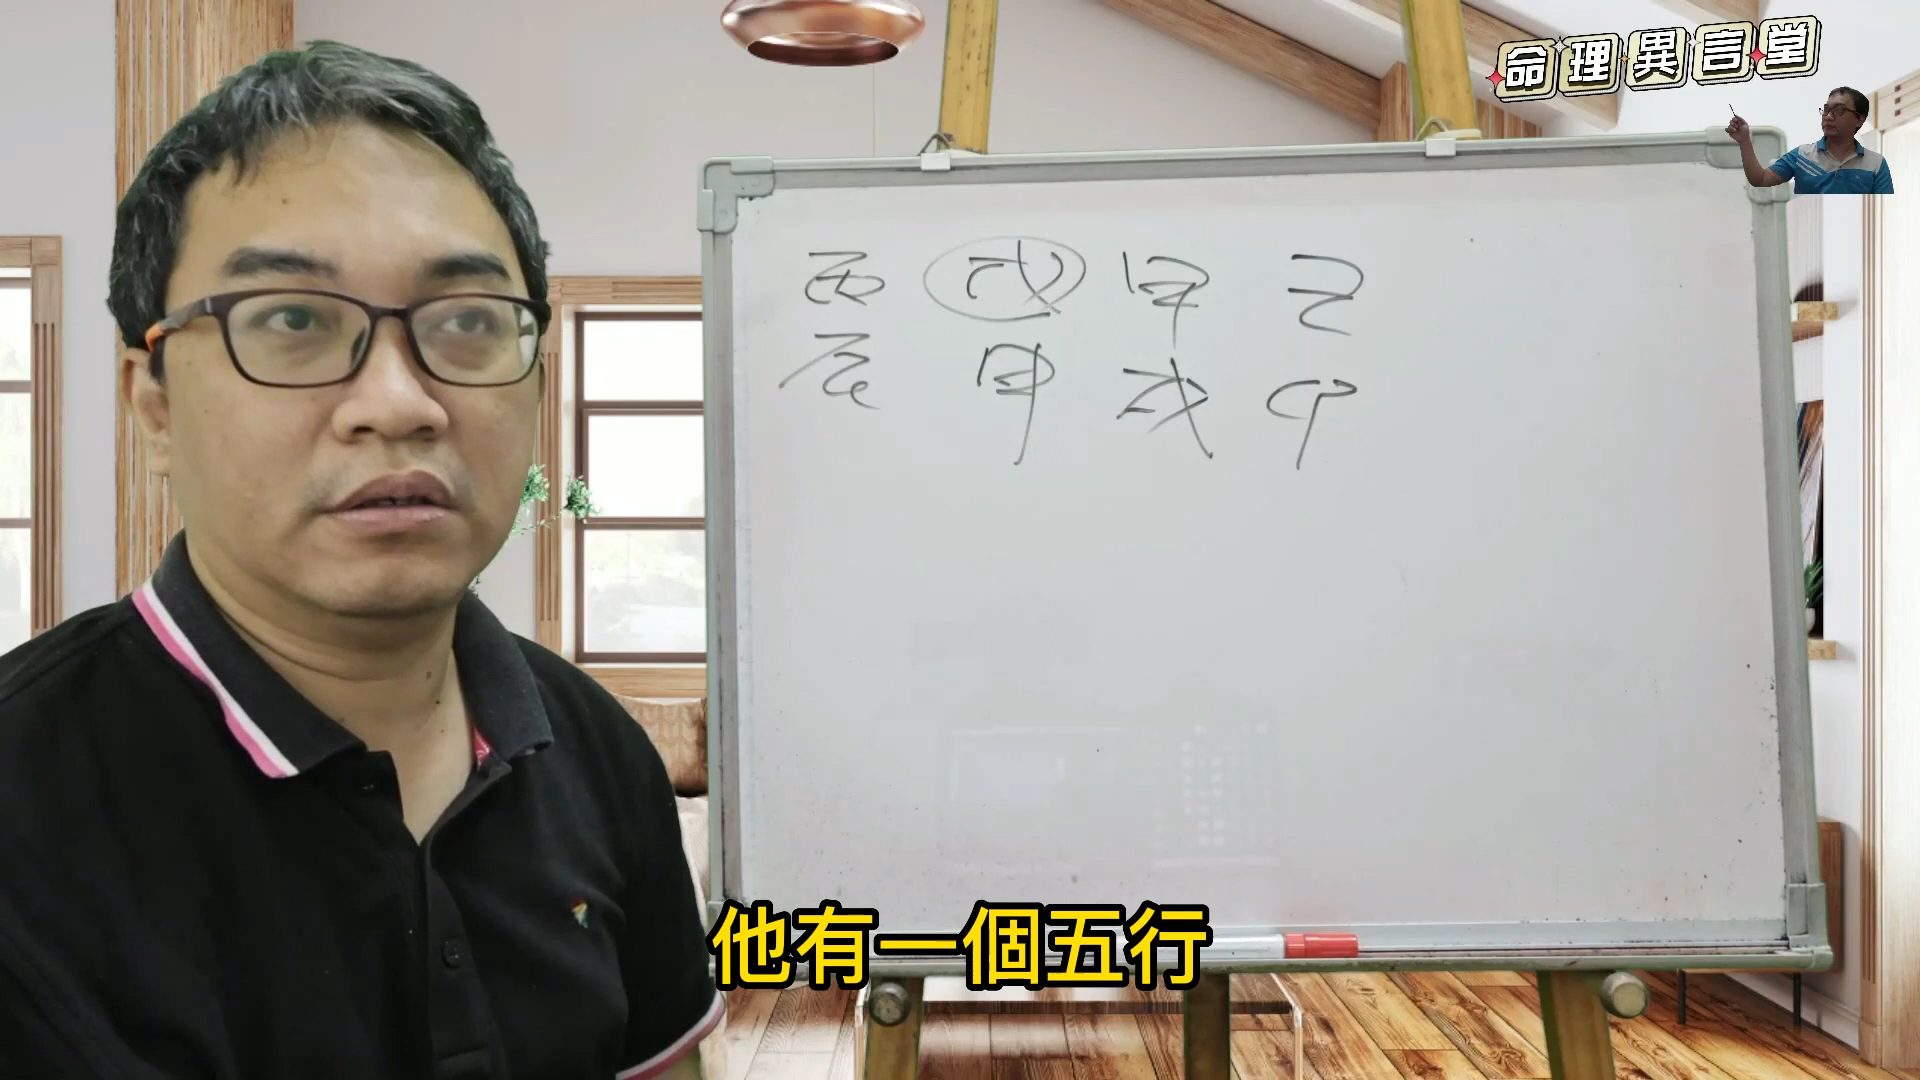 命理異言堂
丙 戊 甲 己
辰 申 戌 卯
他有一個五行